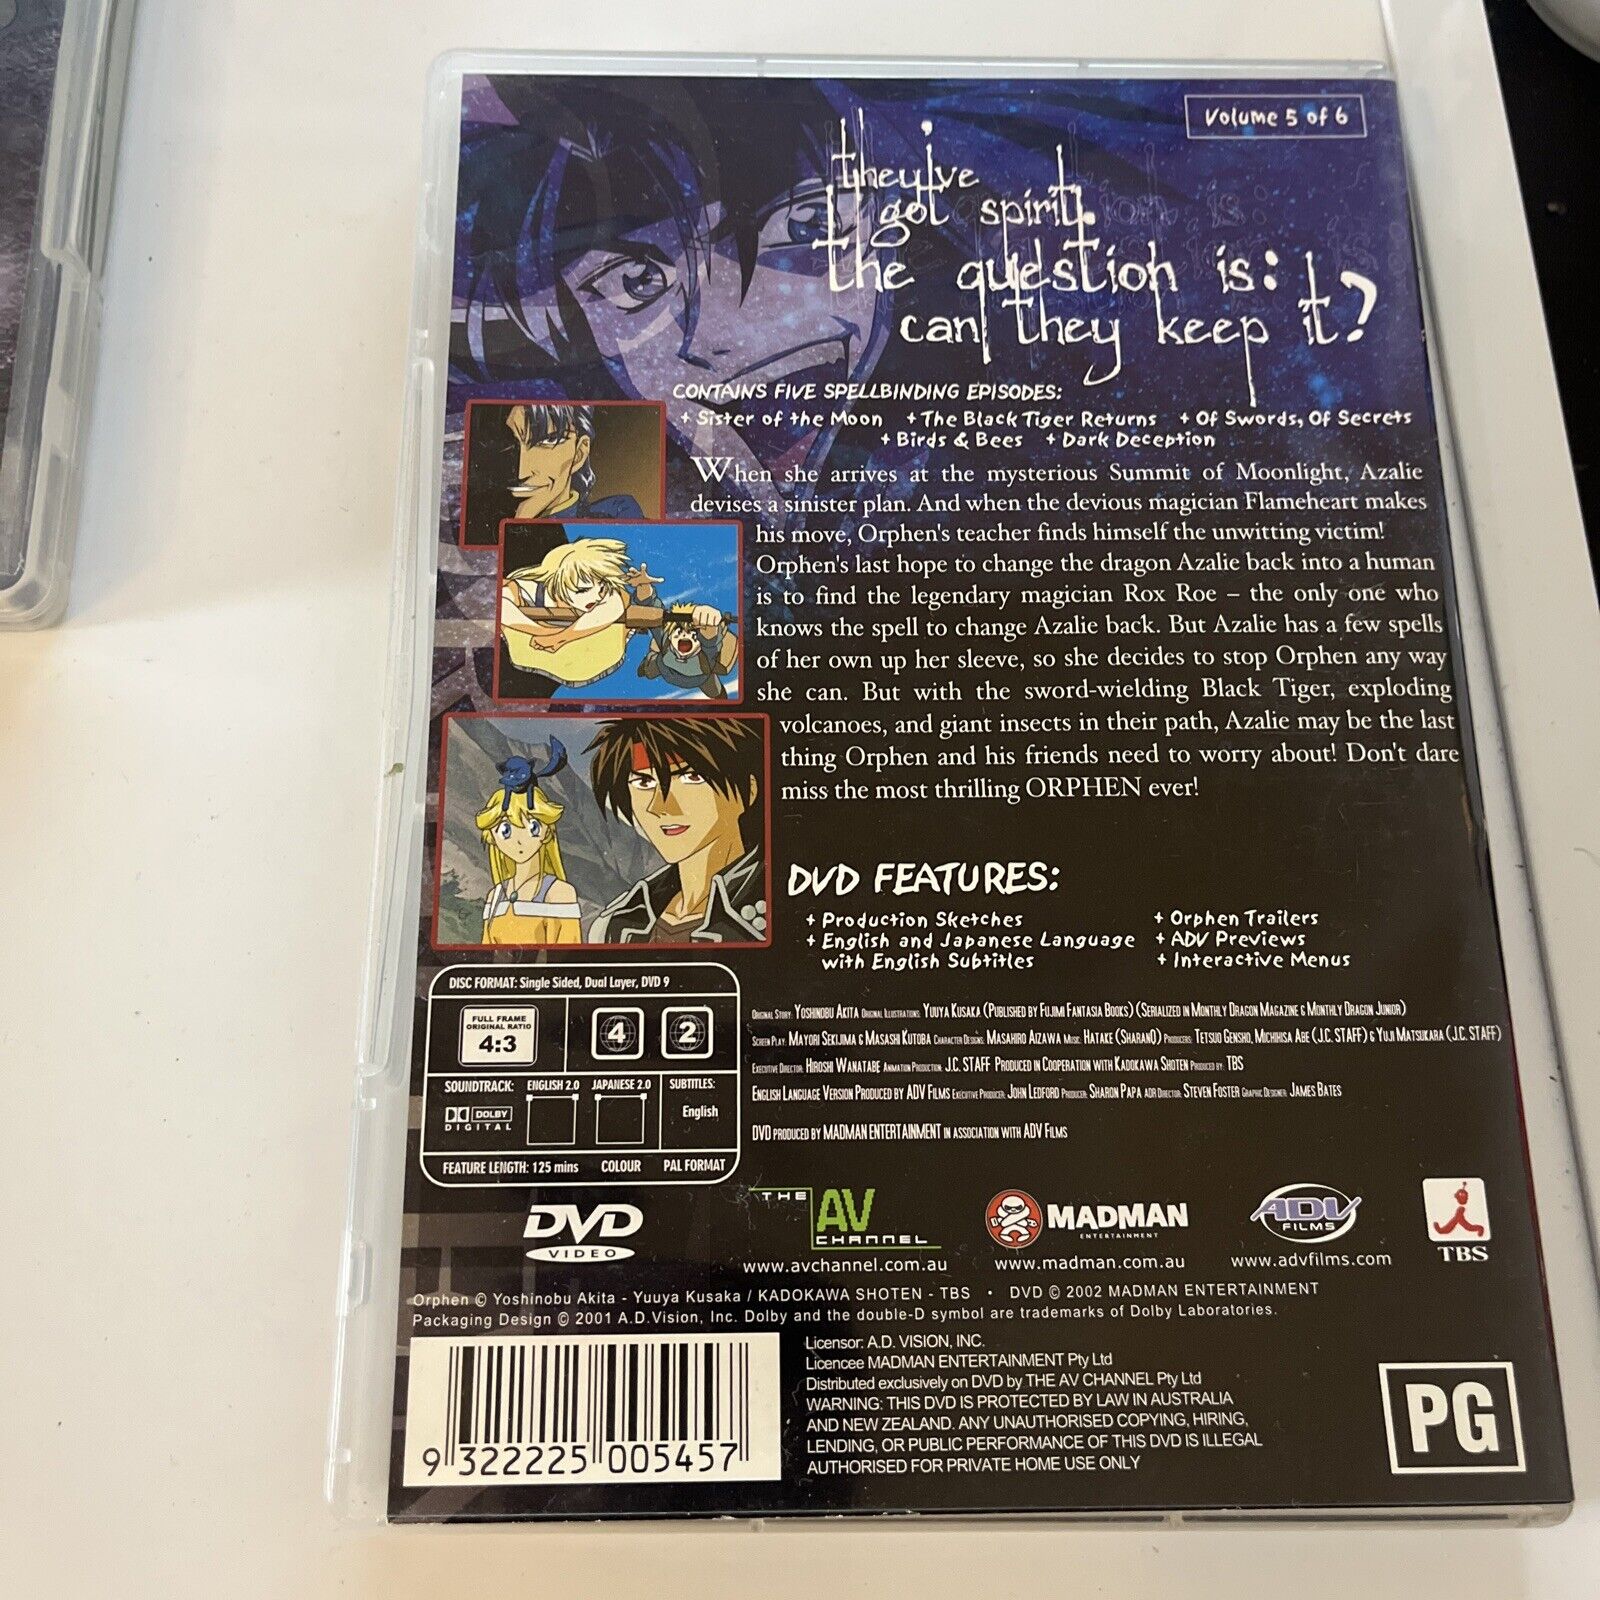 Volume 5 of 6
they've
got spirit.
the question is:
can they keep it?
CONTAINS FIVE SPELLBINDING EPISODES:
+ Sister of the Moon + The Black Tiger Returns + Of Swords, Of Secrets
+ Birds & Bees + Dark Deception
When she arrives at the mysterious Summit of Moonlight, Azalie
devises a sinister plan. And when the devious magician Flameheart makes
his move, Orphen's teacher finds himself the unwitting victim!
Orphen's last hope to change the dragon Azalie back into a human
is to find the legendary magician Rox Roe – the only one who
knows the spell to change Azalie back. But Azalie has a few spells
of her own up her sleeve, so she decides to stop Orphen any way
she can. But with the sword-wielding Black Tiger, exploding
volcanoes, and giant insects in their path, Azalie may be the last
thing Orphen and his friends need to worry about! Don't dare
miss the most thrilling ORPHEN ever!
DVD FEATURES:
+ Production Sketches
+ English and Japanese Language
with English Subtitles
+ Orphen Trailers
+ ADV Previews
+ Interactive Menus
DISC FORMAT: Single Sided, Dual Layer, DVD 9
FULL FRAME
ORIGINAL RATIO
4:3
4
2
SOUNDTRACK: ENGLISH 2.0 JAPANESE 2.0 SUBTITLES:
DOLBY
DIGITAL
English
FEATURE LENGTH: 125 mins COLOUR PAL FORMAT
Original Story: Yoshinobu Akita Original Illustrations: Yuuya Kusaka (Published by Fujimi Fantasia Books) (Serialized in Monthly Dragon Magazine & Monthly Dragon Junior)
Screen Play: Mayori Sekijima & Masashi Kutoba Character Designs: Masahiro Aizawa Music: Hatake (SharanQ) Producers: Tetsuo Gensho, Michihisa Abe (J.C. STAFF) & Yuji Matsukara (J.C. STAFF)
Executive Director: Hiroshi Wanatabe Animation Production: J.C. STAFF Produced in Cooperation with Kadokawa Shoten Produced by: TBS
English Language Version Produced by ADV Films Executive Producer: John Ledford Producer: Sharon Papa ADR Director: Steven Foster Graphic Designer: James Bates
DVD produced by MADMAN ENTERTAINMENT in association with ADV Films
DVD
VIDEO
THE
AV
CHANNEL
www.avchannel.com.au
MADMAN
ENTERTAINMENT
www.madman.com.au
ADV
FILMS
www.advfilms.com
TBS
Orphen © Yoshinobu Akita - Yuuya Kusaka / KADOKAWA SHOTEN - TBS • DVD © 2002 MADMAN ENTERTAINMENT
Packaging Design © 2001 A.D.Vision, Inc. Dolby and the double-D symbol are trademarks of Dolby Laboratories.
9 322225 005457
Licensor: A.D. VISION, INC.
Licencee MADMAN ENTERTAINMENT Pty Ltd
Distributed exclusively on DVD by THE AV CHANNEL Pty Ltd
WARNING: THIS DVD IS PROTECTED BY LAW IN AUSTRALIA
AND NEW ZEALAND. ANY UNAUTHORISED COPYING, HIRING,
LENDING, OR PUBLIC PERFORMANCE OF THIS DVD IS ILLEGAL
AUTHORISED FOR PRIVATE HOME USE ONLY
PG